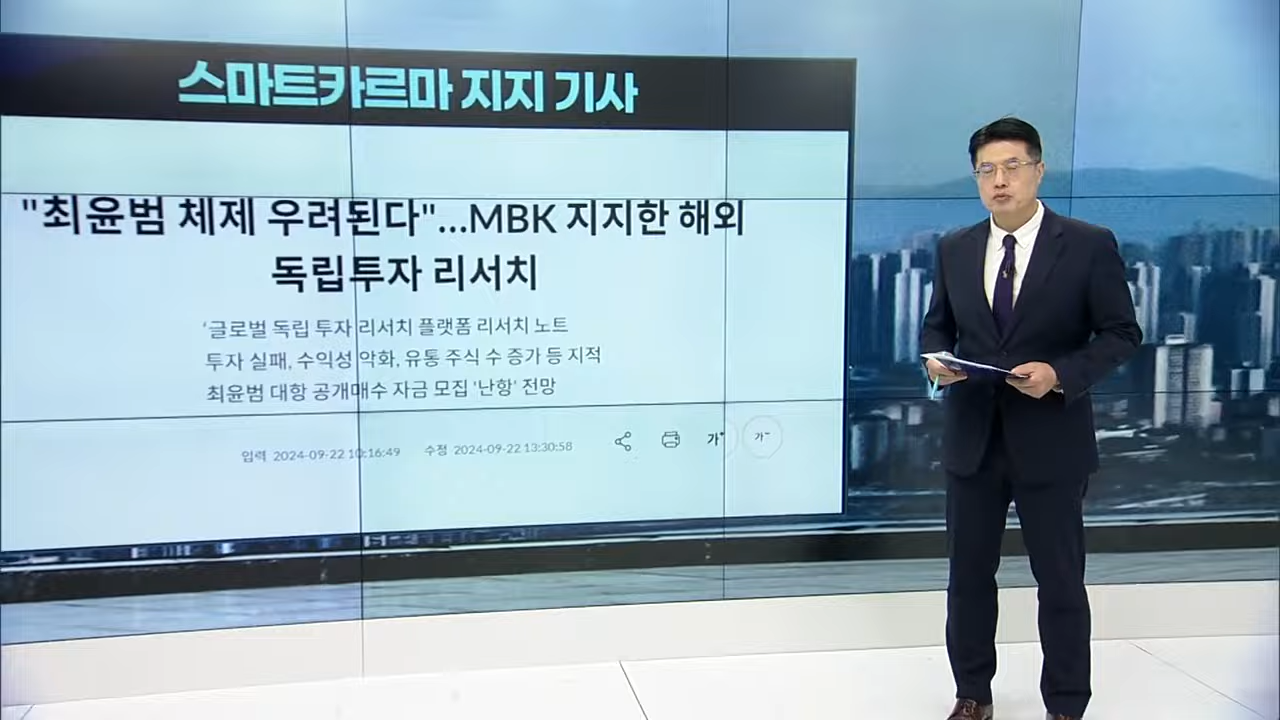 스마트카르마 지지 기사
"최윤범 체제 우려된다"...MBK 지지한 해외
독립투자 리서치
'글로벌 독립 투자 리서치 플랫폼 리서치 노트
투자 실패, 수익성 악화, 유통 주식 수 증가 등 지적
최윤범 대항 공개매수 자금 모집 '난항' 전망
입력 2024-09-22 10:16:49 수정 2024-09-22 13:30:58 가+ 가-